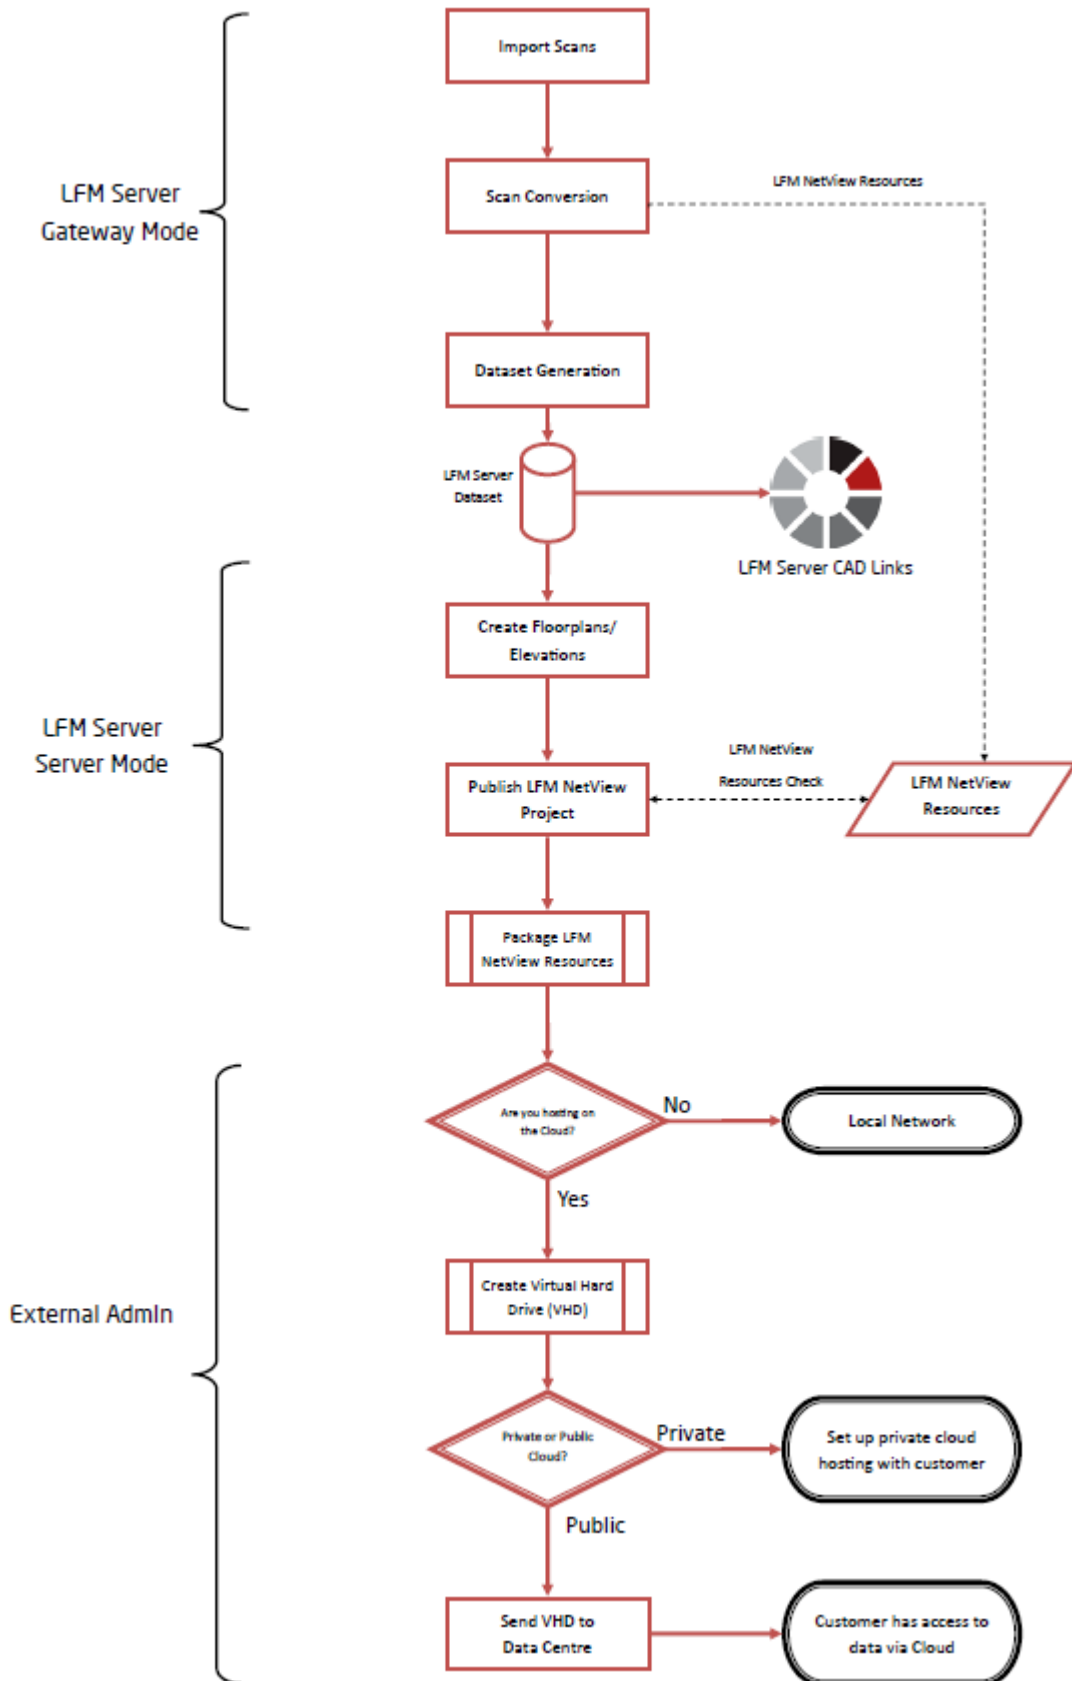 Import Scans
LFM Server
Gateway Mode
Scan Conversion
LFM NetView Resources
Dataset Generation
LFM Server
Dataset
LFM Server CAD Links
Create Floorplans/
Elevations
LFM Server
Server Mode
Publish LFM NetView
Project
LFM NetView
Resources Check
LFM NetView
Resources
Package LFM
NetView Resources
Are you hosting on
the Cloud?
No
Local Network
Yes
External Admin
Create Virtual Hard
Drive (VHD)
Private or Public
Cloud?
Private
Set up private cloud
hosting with customer
Public
Send VHD to
Data Centre
Customer has access to
data via Cloud